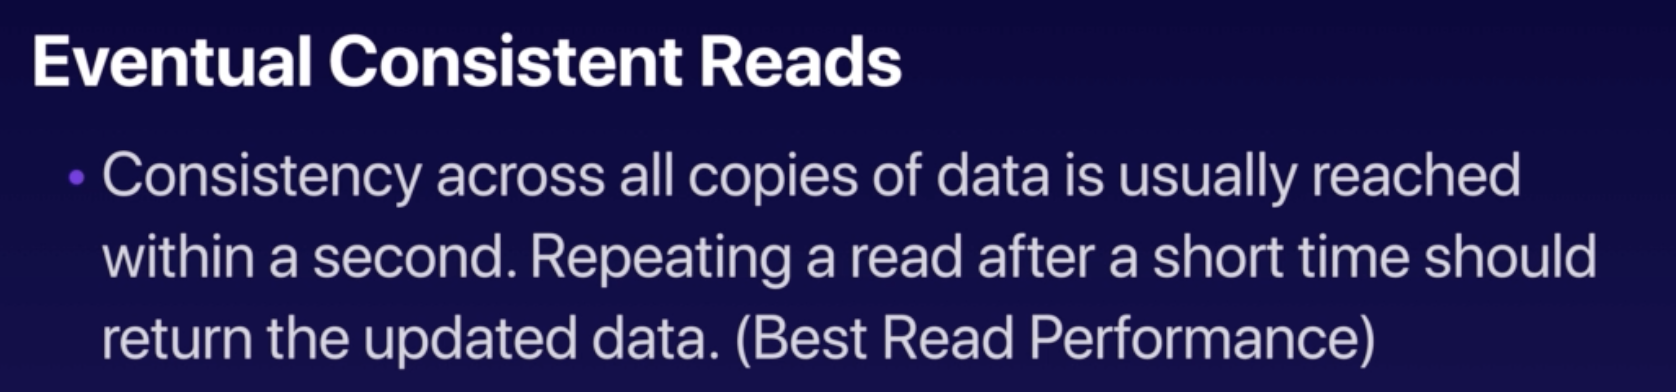 Eventual Consistent Reads
• Consistency across all copies of data is usually reached
within a second. Repeating a read after a short time should
return the updated data. (Best Read Performance)